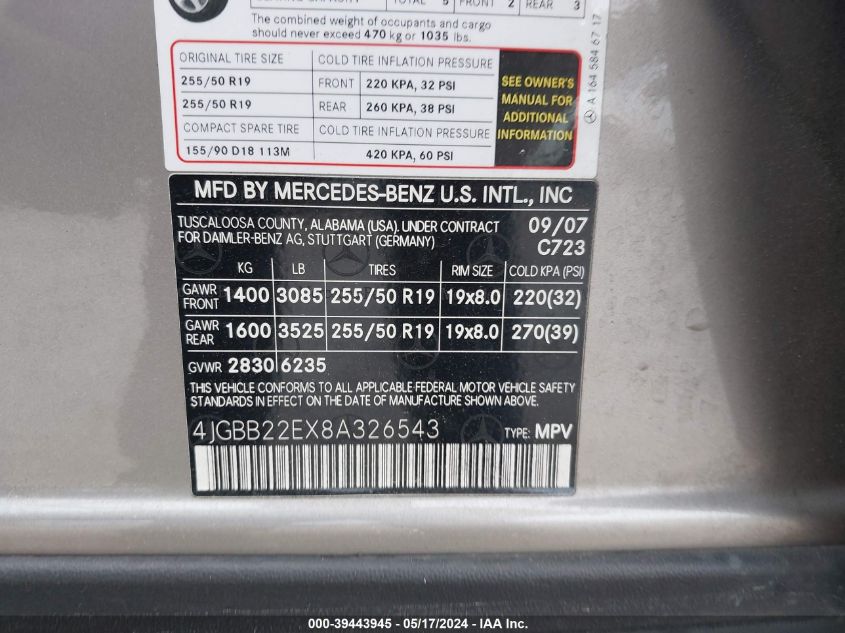 TOTAL 5 FRONT 2 REAR 3
The combined weight of occupants and cargo
should never exceed 470 kg or 1035 lbs.
ORIGINAL TIRE SIZE COLD TIRE INFLATION PRESSURE
255/50 R19 FRONT 220 KPA, 32 PSI
255/50 R19 REAR 260 KPA, 38 PSI
COMPACT SPARE TIRE COLD TIRE INFLATION PRESSURE
155/90 D18 113M 420 KPA, 60 PSI
SEE OWNER'S
MANUAL FOR
ADDITIONAL
INFORMATION
A 164 584 67 17
MFD BY MERCEDES-BENZ U.S. INTL., INC
TUSCALOOSA COUNTY, ALABAMA (USA). UNDER CONTRACT 09/07
FOR DAIMLER-BENZ AG, STUTTGART (GERMANY) C723
KG LB TIRES RIM SIZE COLD KPA (PSI)
GAWR FRONT 1400 3085 255/50 R19 19x8.0 220(32)
GAWR REAR 1600 3525 255/50 R19 19x8.0 270(39)
GVWR 2830 6235
THIS VEHICLE CONFORMS TO ALL APPLICABLE FEDERAL MOTOR VEHICLE SAFETY
STANDARDS IN EFFECT ON THE DATE OF MANUFACTURE SHOWN ABOVE.
4JGBB22EX8A326543 TYPE: MPV
000-39443945 - 05/17/2024 - IAAI Inc.